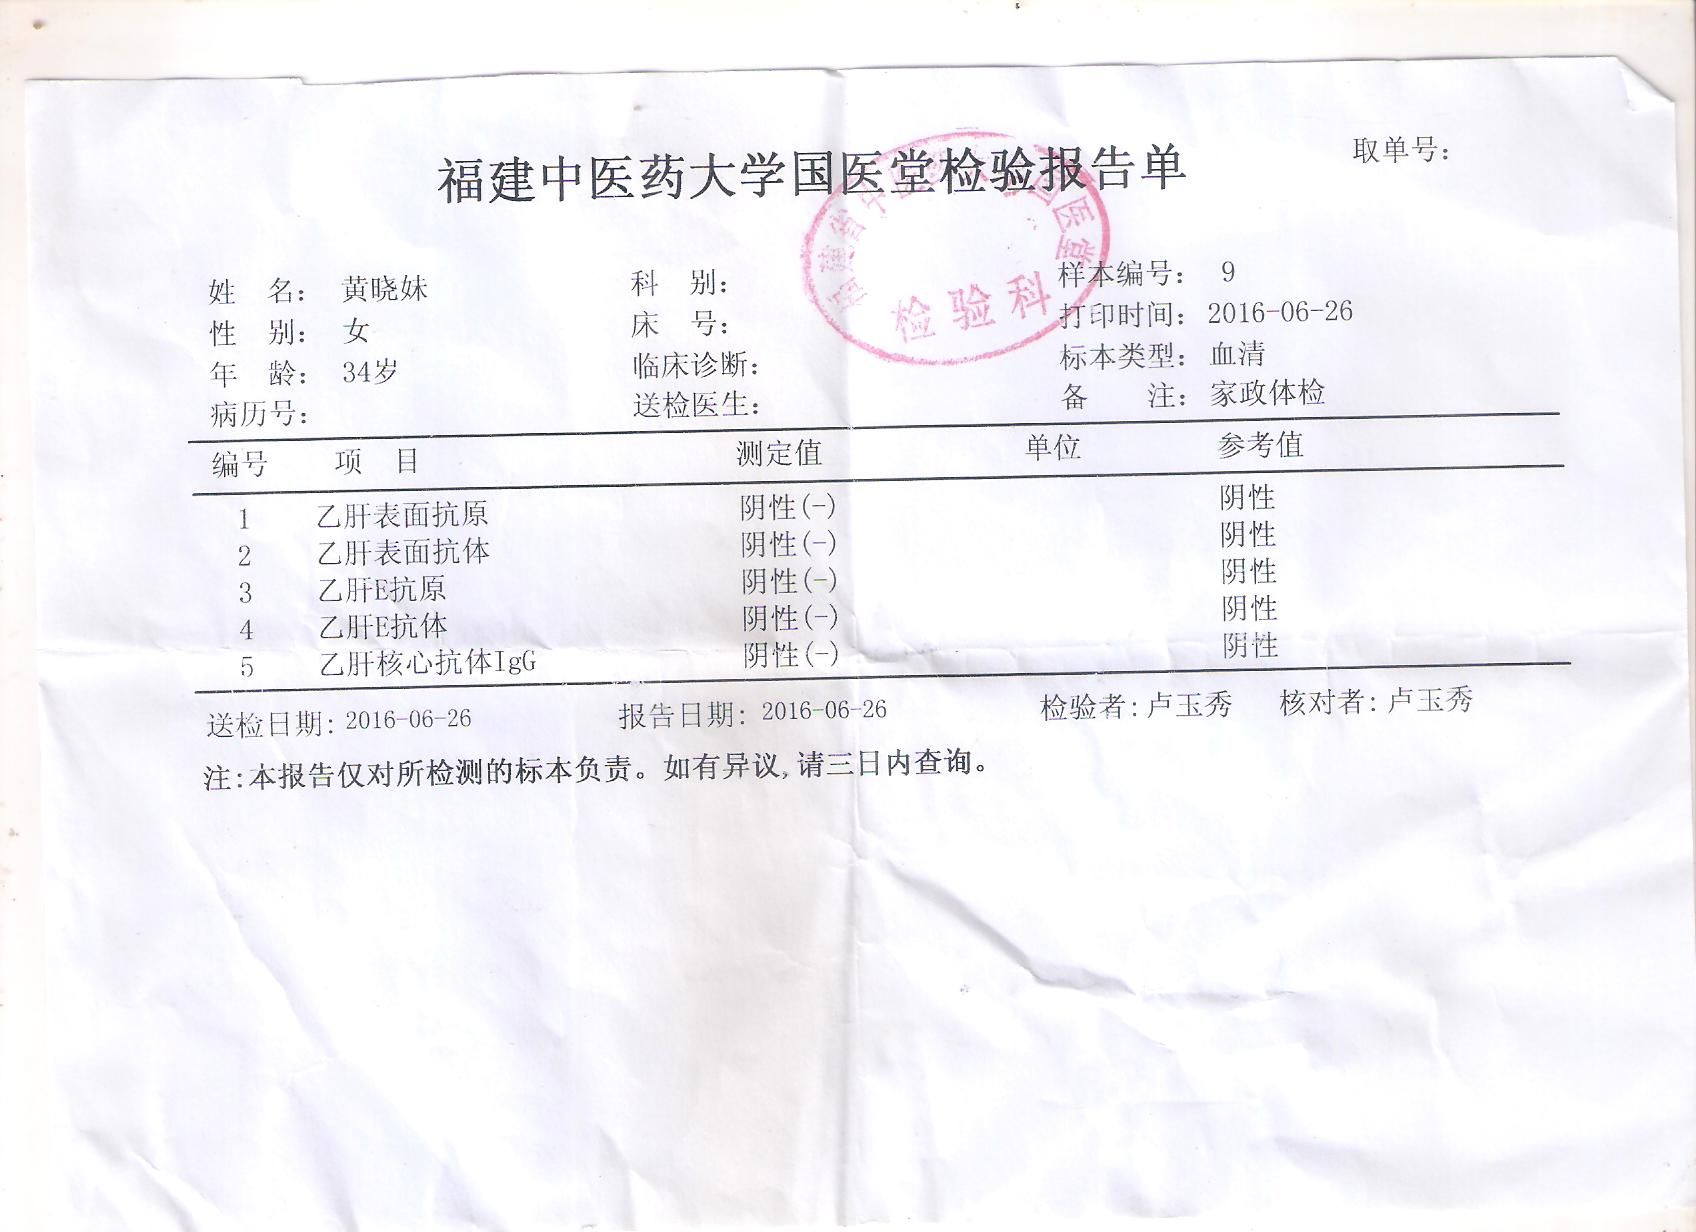 取单号：
福建中医药大学国医堂检验报告单
姓 名： 黄晓妹 科 别： 样本编号： 9
性 别： 女 床 号： 打印时间： 2016-06-26
年 龄： 34岁 临床诊断： 标本类型： 血清
病历号： 送检医生： 备 注： 家政体检
检验科
编号 项 目 测定值 单位 参考值
1 乙肝表面抗原 阴性(-) 阴性
2 乙肝表面抗体 阴性(-) 阴性
3 乙肝E抗原 阴性(-) 阴性
4 乙肝E抗体 阴性(-) 阴性
5 乙肝核心抗体IgG 阴性(-) 阴性
送检日期: 2016-06-26 报告日期: 2016-06-26 检验者: 卢玉秀 核对者: 卢玉秀
注:本报告仅对所检测的标本负责。如有异议,请三日内查询。